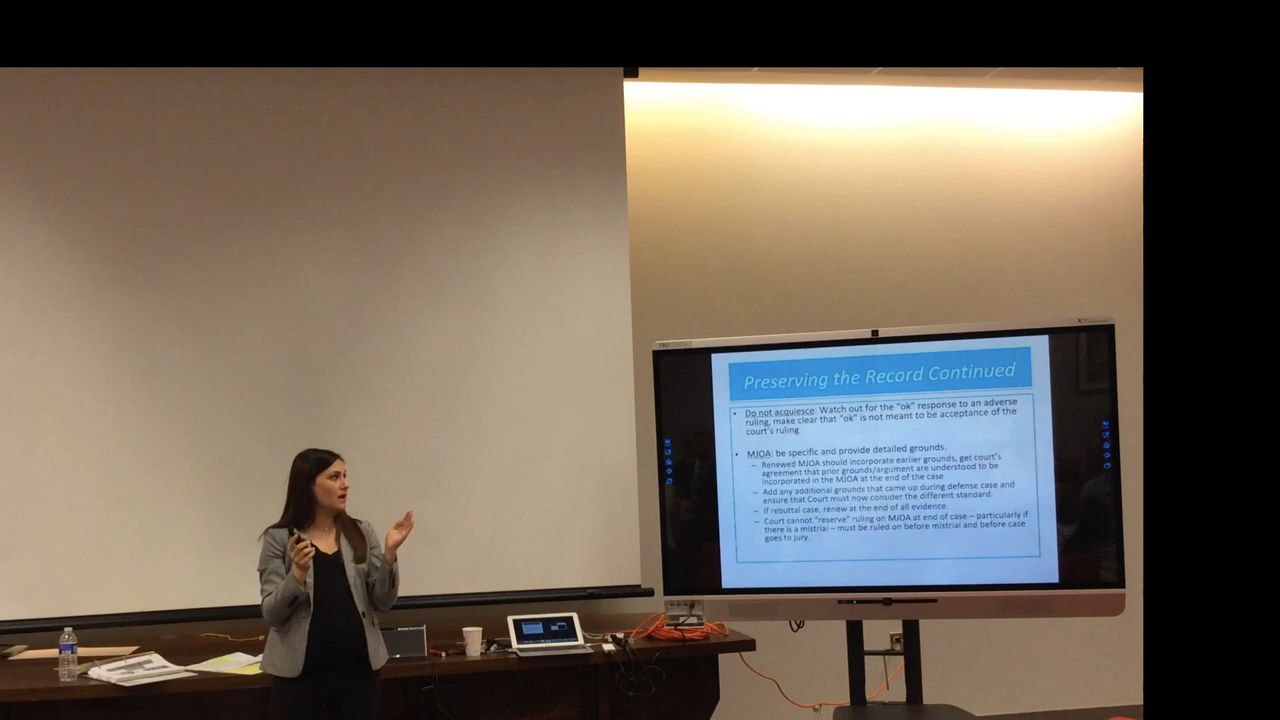 Preserving the Record Continued
• Do not acquiesce: Watch out for the “ok” response to an adverse
ruling, make clear that “ok” is not meant to be acceptance of the
court’s ruling
• MJOA: be specific and provide detailed grounds.
– Renewed MJOA should incorporate earlier grounds, get court’s
agreement that prior grounds/argument are understood to be
incorporated in the MJOA at the end of the case
– Add any additional grounds that came up during defense case and
ensure that Court must now consider the different standard.
– If rebuttal case, renew at the end of all evidence.
– Court cannot “reserve” ruling on MJOA at end of case – particularly if
there is a mistrial – must be ruled on before mistrial and before case
goes to jury.